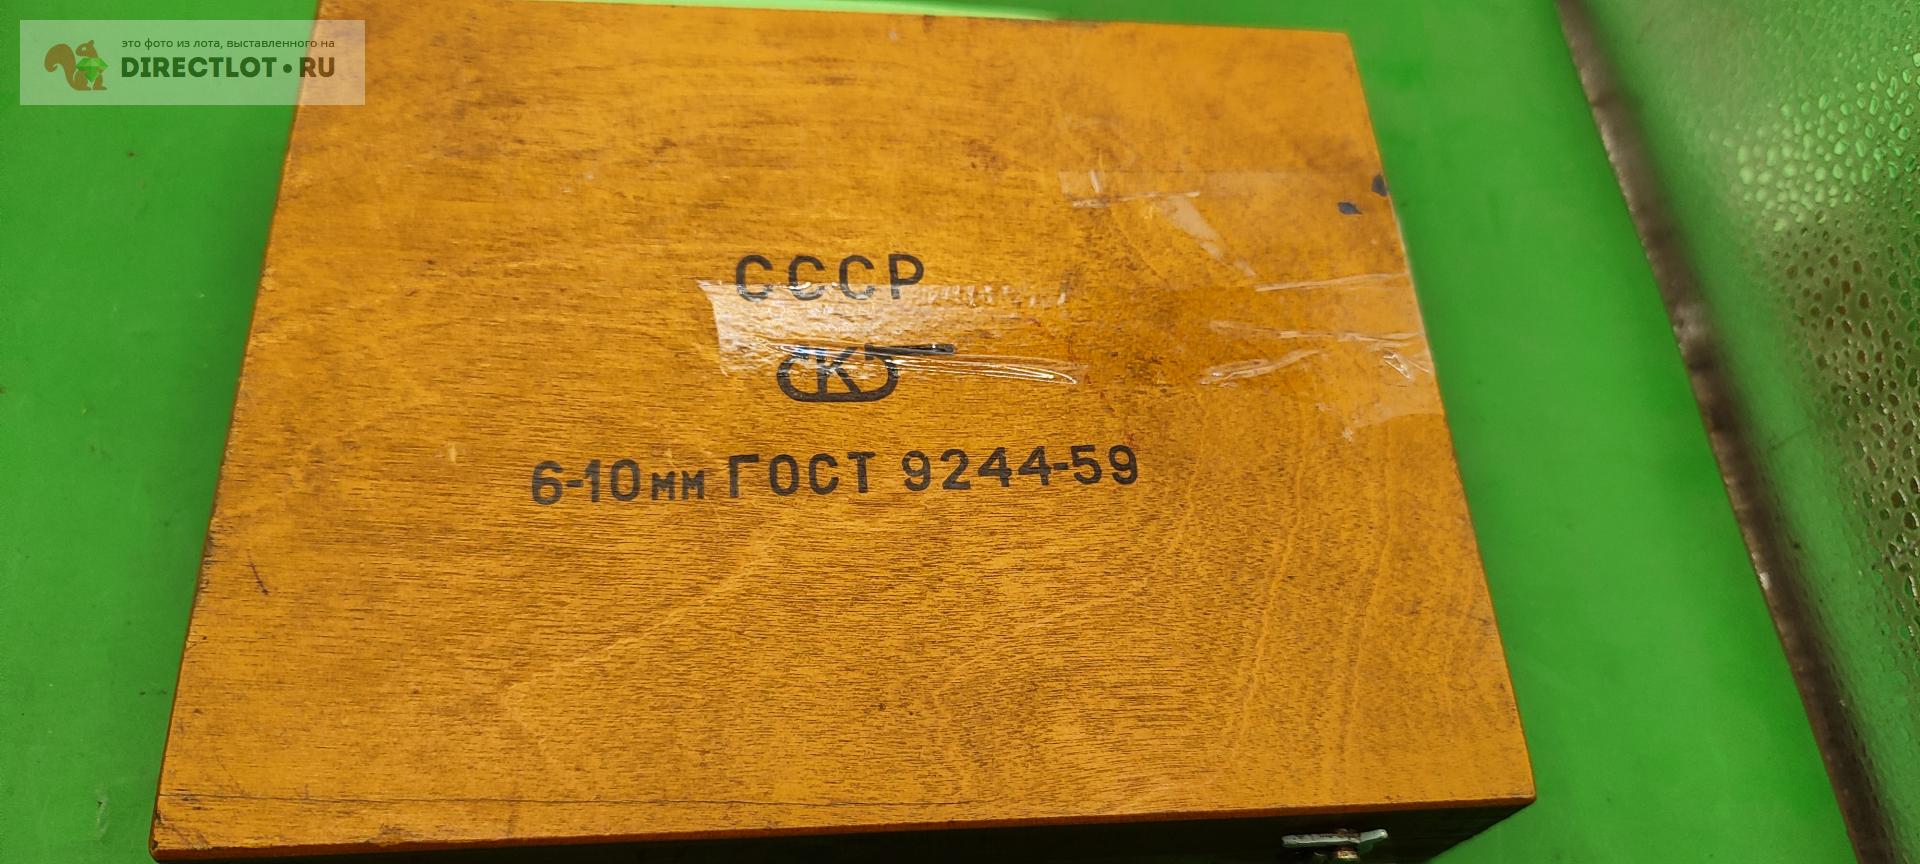 это фото из лота, выставленного на
DIRECTLOT•RU
СССР
6-10мм ГОСТ 9244-59